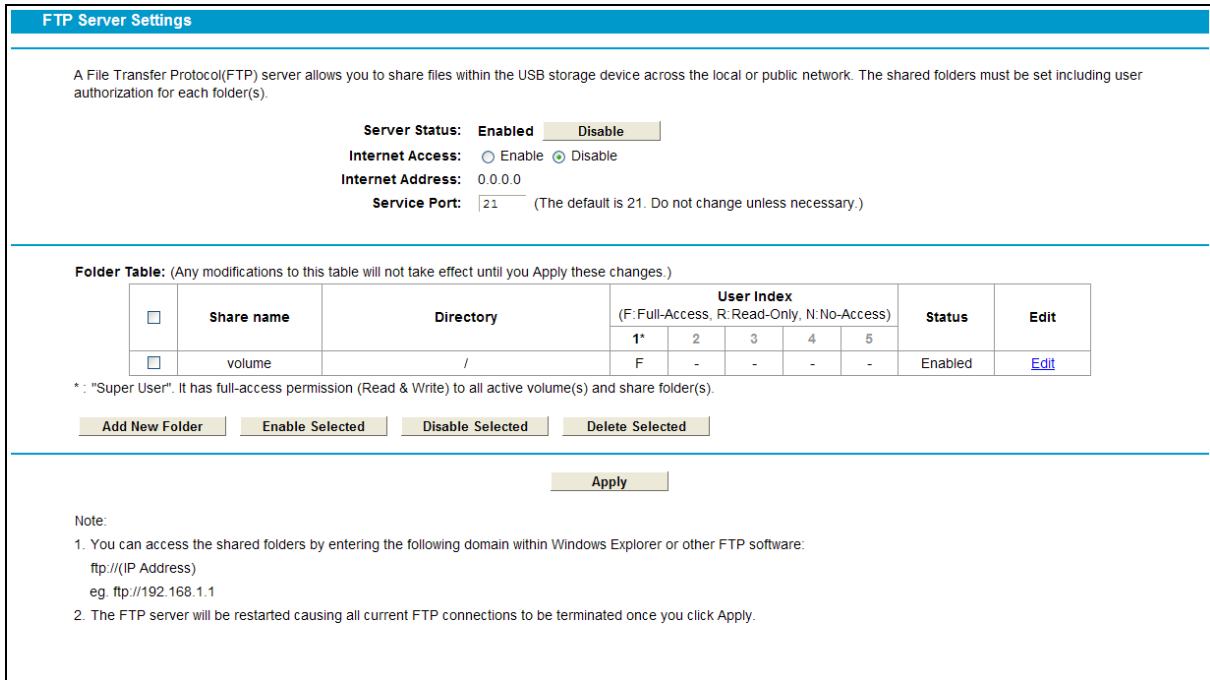 FTP Server Settings
A File Transfer Protocol(FTP) server allows you to share files within the USB storage device across the local or public network. The shared folders must be set including user
authorization for each folder(s).
Server Status: Enabled Disable
Internet Access: Enable Disable
Internet Address: 0.0.0.0
Service Port: 21 (The default is 21. Do not change unless necessary.)
Folder Table: (Any modifications to this table will not take effect until you Apply these changes.)
Share name Directory User Index (F:Full-Access, R:Read-Only, N:No-Access) Status Edit
1* 2 3 4 5
volume / F - - - - Enabled Edit
* : "Super User". It has full-access permission (Read & Write) to all active volume(s) and share folder(s).
Add New Folder Enable Selected Disable Selected Delete Selected
Apply
Note:
1. You can access the shared folders by entering the following domain within Windows Explorer or other FTP software:
ftp://(IP Address)
eg. ftp://192.168.1.1
2. The FTP server will be restarted causing all current FTP connections to be terminated once you click Apply.